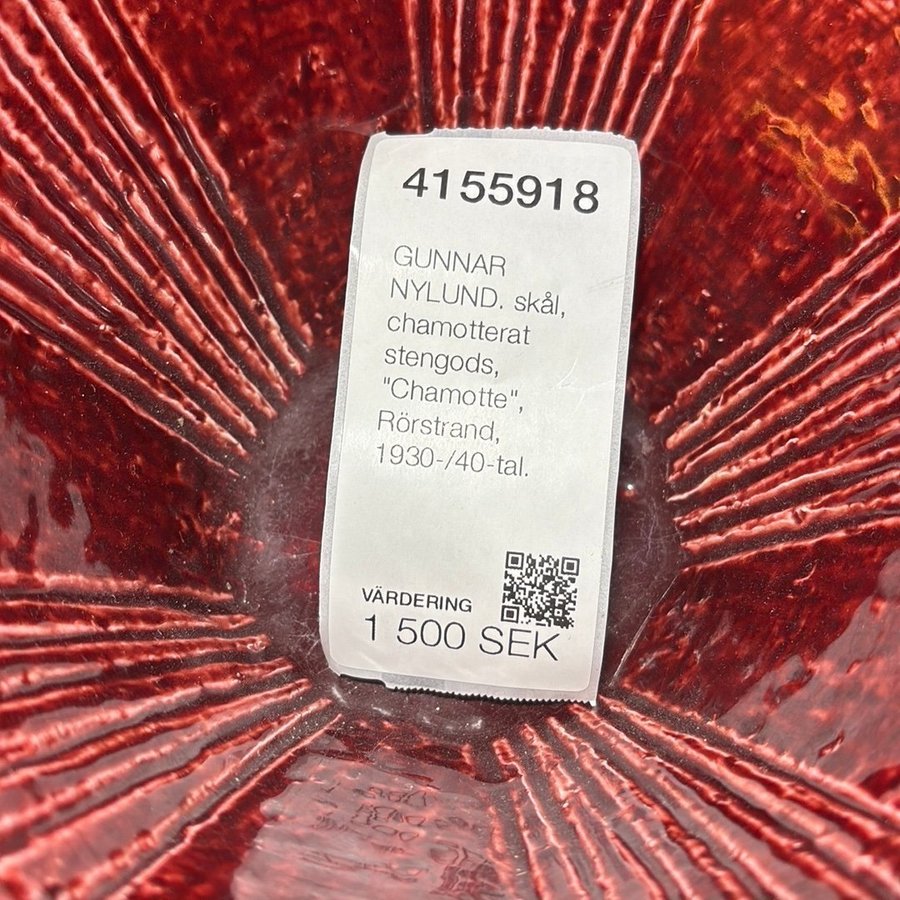 4155918
GUNNAR
NYLUND. skål,
chamotterat
stengods,
"Chamotte",
Rörstrand,
1930-/40-tal.
VÄRDERING
1 500 SEK